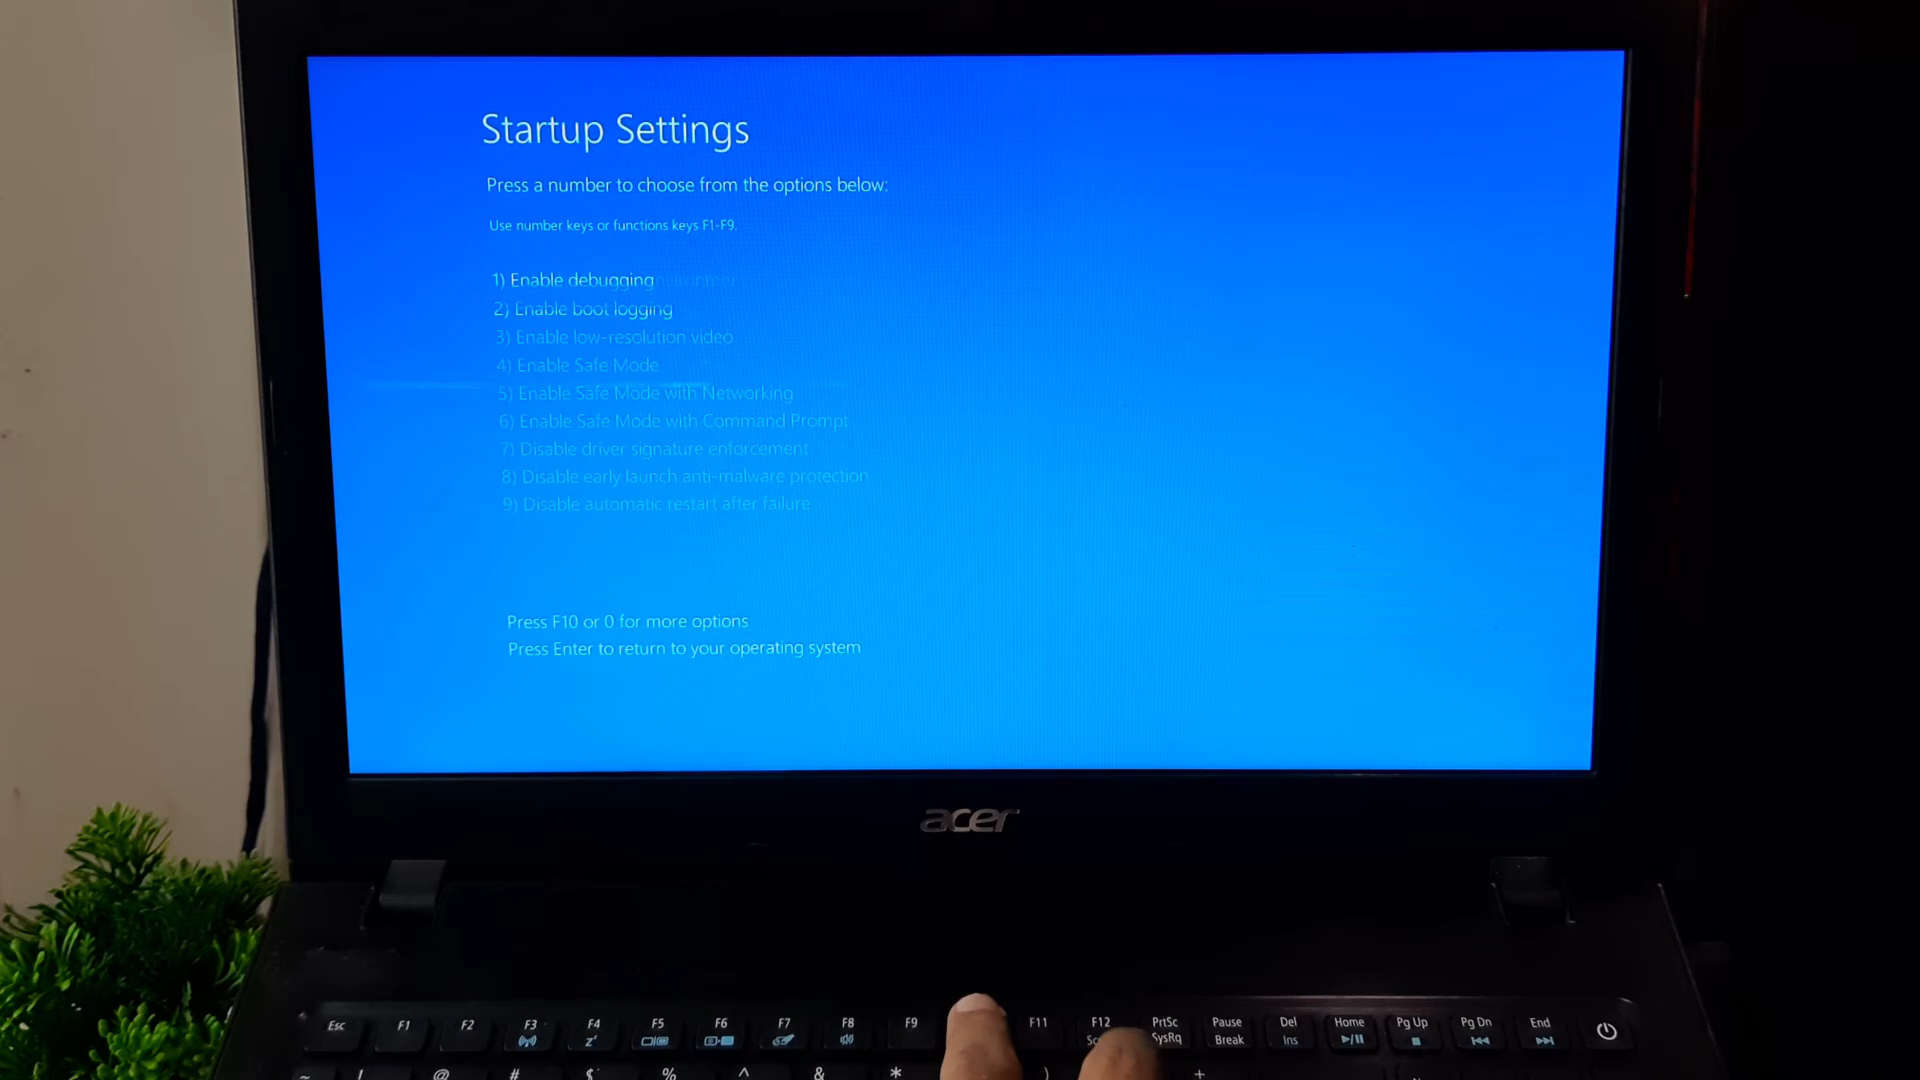 Startup Settings
Press a number to choose from the options below:
Use number keys or functions keys F1-F9.
1) Enable debugging
2) Enable boot logging
3) Enable low-resolution video
4) Enable Safe Mode
5) Enable Safe Mode with Networking
6) Enable Safe Mode with Command Prompt
7) Disable driver signature enforcement
8) Disable early launch anti-malware protection
9) Disable automatic restart after failure
Press F10 or 0 for more options
Press Enter to return to your operating system
acer
Esc F1 F2 F3 F4 F5 F6 F7 F8 F9 F11 F12 PrtSc Pause Del Home Pg Up Pg Dn End
z SysRq Break Ins
~ ! @ # $ % ^ & * ) +